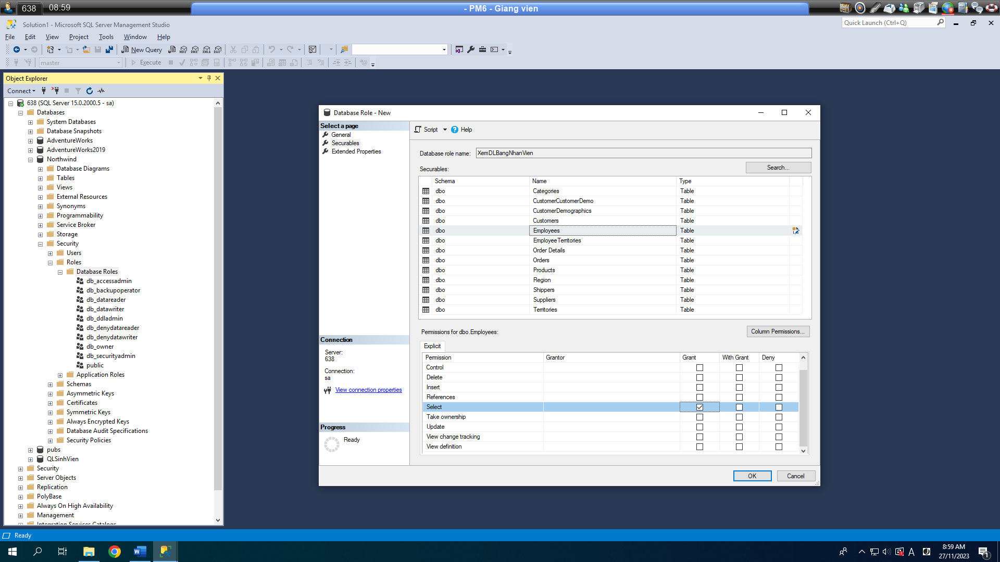 638
08:59
- PM6 - Giang vien
Solution1 - Microsoft SQL Server Management Studio
Quick Launch (Ctrl+Q)
File Edit View Project Tools Window Help
New Query MDX DMX XMLA DAX
master Execute
Object Explorer
Connect
638 (SQL Server 15.0.2000.5 - sa)
Databases
System Databases
Database Snapshots
AdventureWorks
AdventureWorks2019
Northwind
Database Diagrams
Tables
Views
External Resources
Synonyms
Programmability
Service Broker
Storage
Security
Users
Roles
Database Roles
db_accessadmin
db_backupoperator
db_datareader
db_datawriter
db_ddladmin
db_denydatareader
db_denydatawriter
db_owner
db_securityadmin
public
Application Roles
Schemas
Asymmetric Keys
Certificates
Symmetric Keys
Always Encrypted Keys
Database Audit Specifications
Security Policies
pubs
QLSinhVien
Security
Server Objects
Replication
PolyBase
Always On High Availability
Management
Integration Services Catalogs
Database Role - New
Select a page
General
Securables
Extended Properties
Connection
Server:
638
Connection:
sa
View connection properties
Progress
Ready
Script Help
Database role name: XemDLBangNhanVien
Securables: Search...
Schema Name Type
dbo Categories Table
dbo CustomerCustomerDemo Table
dbo CustomerDemographics Table
dbo Customers Table
dbo Employees Table
dbo EmployeeTerritories Table
dbo Order Details Table
dbo Orders Table
dbo Products Table
dbo Region Table
dbo Shippers Table
dbo Suppliers Table
dbo Territories Table
Permissions for dbo.Employees: Column Permissions...
Explicit
Permission Grantor Grant With Grant Deny
Control
Delete
Insert
References
Select
Take ownership
Update
View change tracking
View definition
OK Cancel
Ready
A
8:59 AM
27/11/2023
1